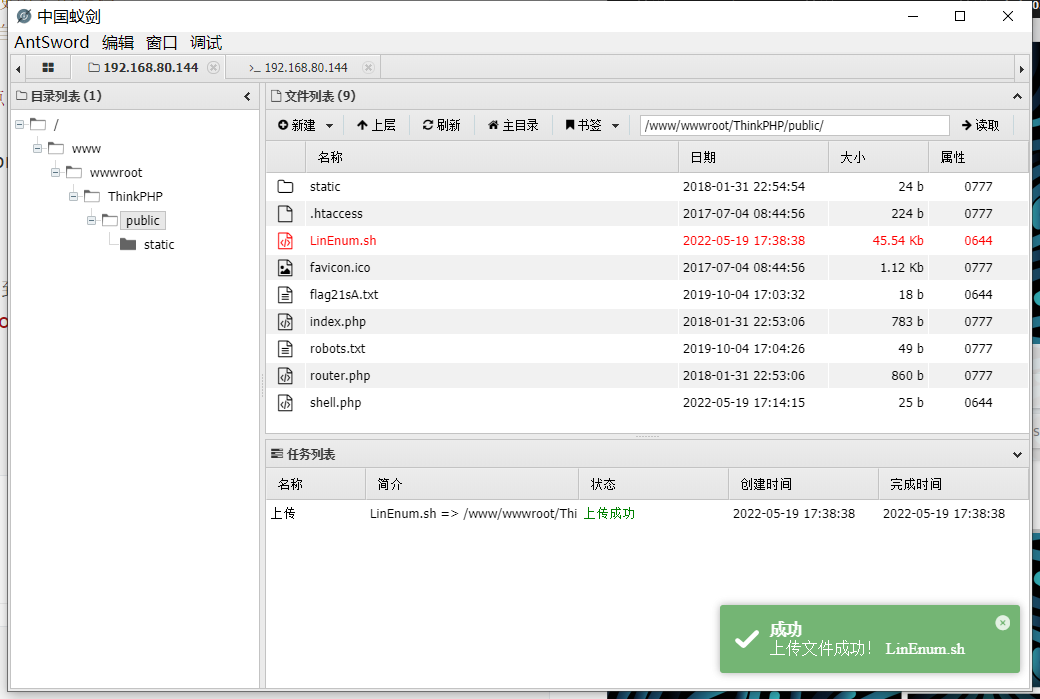 中国蚁剑
AntSword 编辑 窗口 调试
192.168.80.144 >_ 192.168.80.144
目录列表 (1)
/
www
wwwroot
ThinkPHP
public
static
文件列表 (9)
新建 上层 刷新 主目录 书签 /www/wwwroot/ThinkPHP/public/ 读取
名称 日期 大小 属性
static 2018-01-31 22:54:54 24 b 0777
.htaccess 2017-07-04 08:44:56 224 b 0777
LinEnum.sh 2022-05-19 17:38:38 45.54 Kb 0644
favicon.ico 2017-07-04 08:44:56 1.12 Kb 0777
flag21sA.txt 2019-10-04 17:03:32 18 b 0644
index.php 2018-01-31 22:53:06 783 b 0777
robots.txt 2019-10-04 17:04:26 49 b 0777
router.php 2018-01-31 22:53:06 860 b 0777
shell.php 2022-05-19 17:14:15 25 b 0644
任务列表
名称 简介 状态 创建时间 完成时间
上传 LinEnum.sh => /www/wwwroot/Thi 上传成功 2022-05-19 17:38:38 2022-05-19 17:38:38
成功
上传文件成功! LinEnum.sh